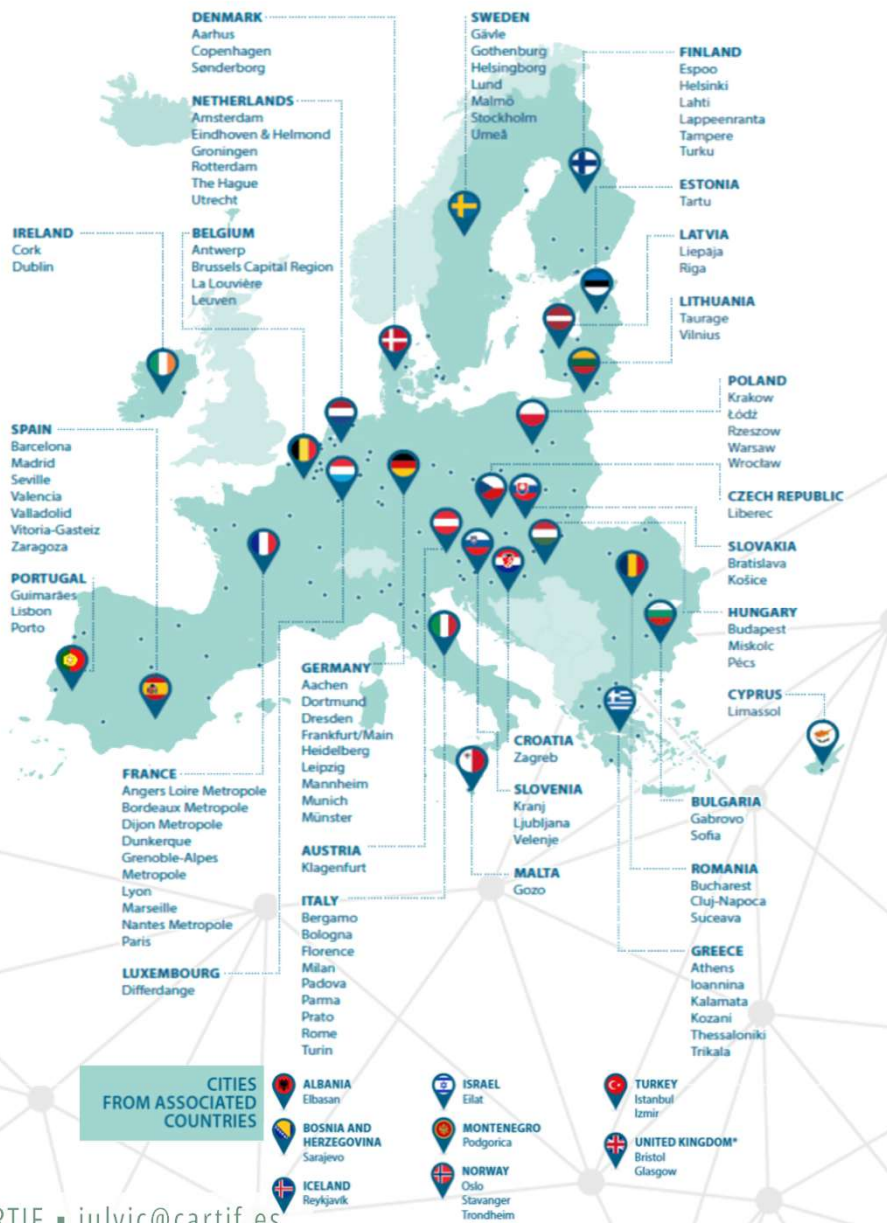 DENMARK
Aarhus
Copenhagen
Sønderborg
SWEDEN
Gävle
Gothenburg
Helsingborg
Lund
Malmö
Stockholm
Umeå
FINLAND
Espoo
Helsinki
Lahti
Lappeenranta
Tampere
Turku
NETHERLANDS
Amsterdam
Eindhoven & Helmond
Groningen
Rotterdam
The Hague
Utrecht
ESTONIA
Tartu
IRELAND
Cork
Dublin
BELGIUM
Antwerp
Brussels Capital Region
La Louvière
Leuven
LATVIA
Liepāja
Riga
LITHUANIA
Taurage
Vilnius
POLAND
Krakow
Łódź
Rzeszow
Warsaw
Wrocław
SPAIN
Barcelona
Madrid
Seville
Valencia
Valladolid
Vitoria-Gasteiz
Zaragoza
CZECH REPUBLIC
Liberec
SLOVAKIA
Bratislava
Košice
PORTUGAL
Guimarães
Lisbon
Porto
HUNGARY
Budapest
Miskolc
Pécs
GERMANY
Aachen
Dortmund
Dresden
Frankfurt/Main
Heidelberg
Leipzig
Mannheim
Munich
Münster
CYPRUS
Limassol
CROATIA
Zagreb
FRANCE
Angers Loire Metropole
Bordeaux Metropole
Dijon Metropole
Dunkerque
Grenoble-Alpes
Metropole
Lyon
Marseille
Nantes Metropole
Paris
SLOVENIA
Kranj
Ljubljana
Velenje
BULGARIA
Gabrovo
Sofia
AUSTRIA
Klagenfurt
MALTA
Gozo
ROMANIA
Bucharest
Cluj-Napoca
Suceava
ITALY
Bergamo
Bologna
Florence
Milan
Padova
Parma
Prato
Rome
Turin
GREECE
Athens
Ioannina
Kalamata
Kozani
Thessaloniki
Trikala
LUXEMBOURG
Differdange
CITIES
FROM ASSOCIATED
COUNTRIES
ALBANIA
Elbasan
BOSNIA AND
HERZEGOVINA
Sarajevo
ICELAND
Reykjavík
ISRAEL
Eilat
MONTENEGRO
Podgorica
NORWAY
Oslo
Stavanger
Trondheim
TURKEY
Istanbul
Izmir
UNITED KINGDOM*
Bristol
Glasgow
RTIF ▪ julvic@cartif.es